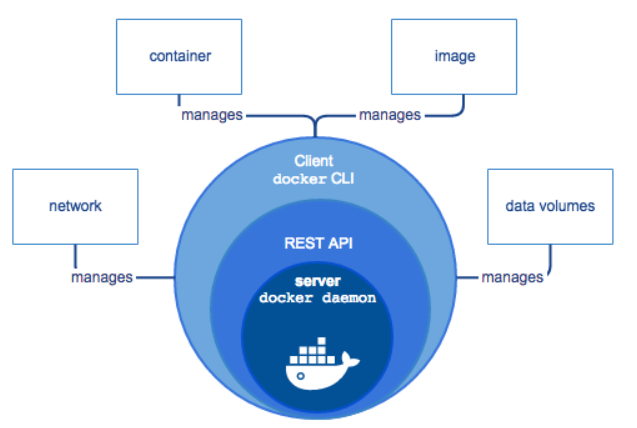 container
image
manages
manages
Client
docker CLI
network
data volumes
REST API
manages
server
manages
docker daemon